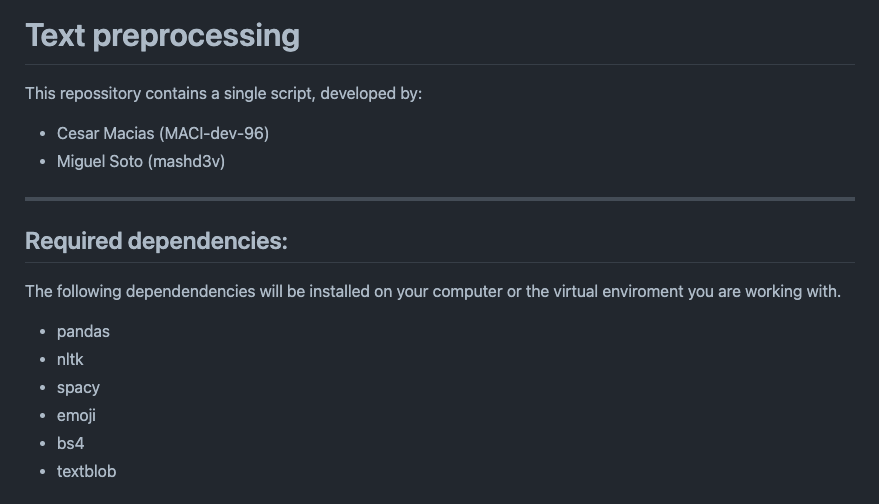 Text preprocessing
This repossitory contains a single script, developed by:
Cesar Macias (MACI-dev-96)
Miguel Soto (mashd3v)
Required dependencies:
The following dependendencies will be installed on your computer or the virtual enviroment you are working with.
pandas
nltk
spacy
emoji
bs4
textblob